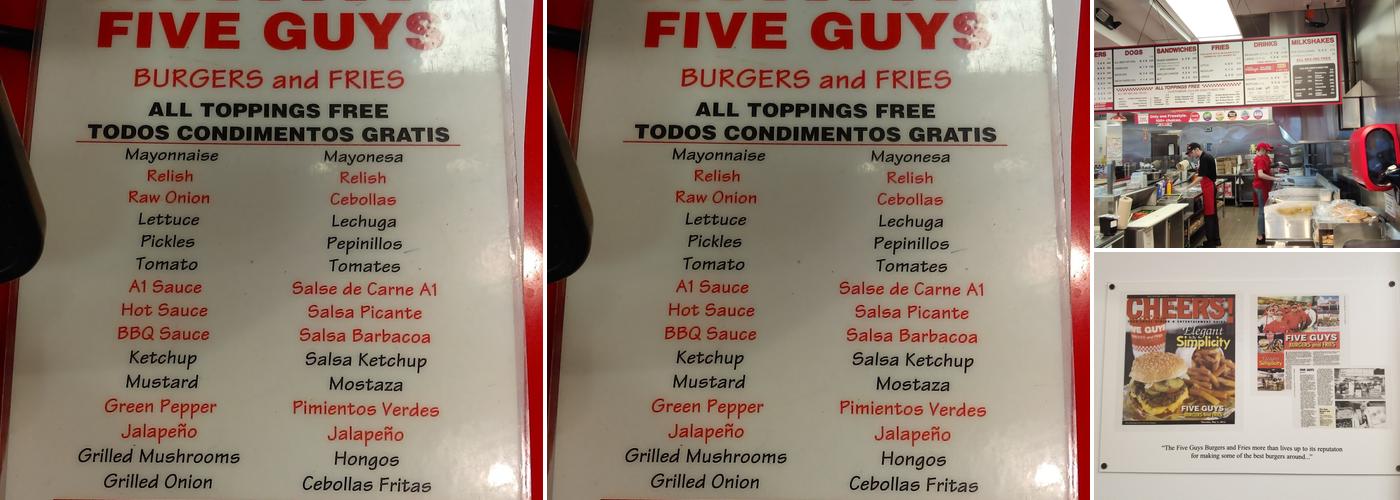 FIVE GUYS
BURGERS and FRIES
ALL TOPPINGS FREE
TODOS CONDIMENTOS GRATIS
Mayonnaise Mayonesa
Relish Relish
Raw Onion Cebollas
Lettuce Lechuga
Pickles Pepinillos
Tomato Tomates
A1 Sauce Salse de Carne A1
Hot Sauce Salsa Picante
BBQ Sauce Salsa Barbacoa
Ketchup Salsa Ketchup
Mustard Mostaza
Green Pepper Pimientos Verdes
Jalapeño Jalapeño
Grilled Mushrooms Hongos
Grilled Onion Cebollas Fritas
FIVE GUYS
BURGERS and FRIES
ALL TOPPINGS FREE
TODOS CONDIMENTOS GRATIS
Mayonnaise Mayonesa
Relish Relish
Raw Onion Cebollas
Lettuce Lechuga
Pickles Pepinillos
Tomato Tomates
A1 Sauce Salse de Carne A1
Hot Sauce Salsa Picante
BBQ Sauce Salsa Barbacoa
Ketchup Salsa Ketchup
Mustard Mostaza
Green Pepper Pimientos Verdes
Jalapeño Jalapeño
Grilled Mushrooms Hongos
Grilled Onion Cebollas Fritas
ERS DOGS SANDWICHES FRIES DRINKS MILKSHAKES
ALL TOPPINGS FREE
CHEERS!
FIVE GUYS
Elegant
Simplicity
FIVE GUYS
BURGERS and FRIES
FIVE GUYS
BURGERS and FRIES
"The Five Guys Burgers and Fries more than lives up to its reputaton
for making some of the best burgers around..."